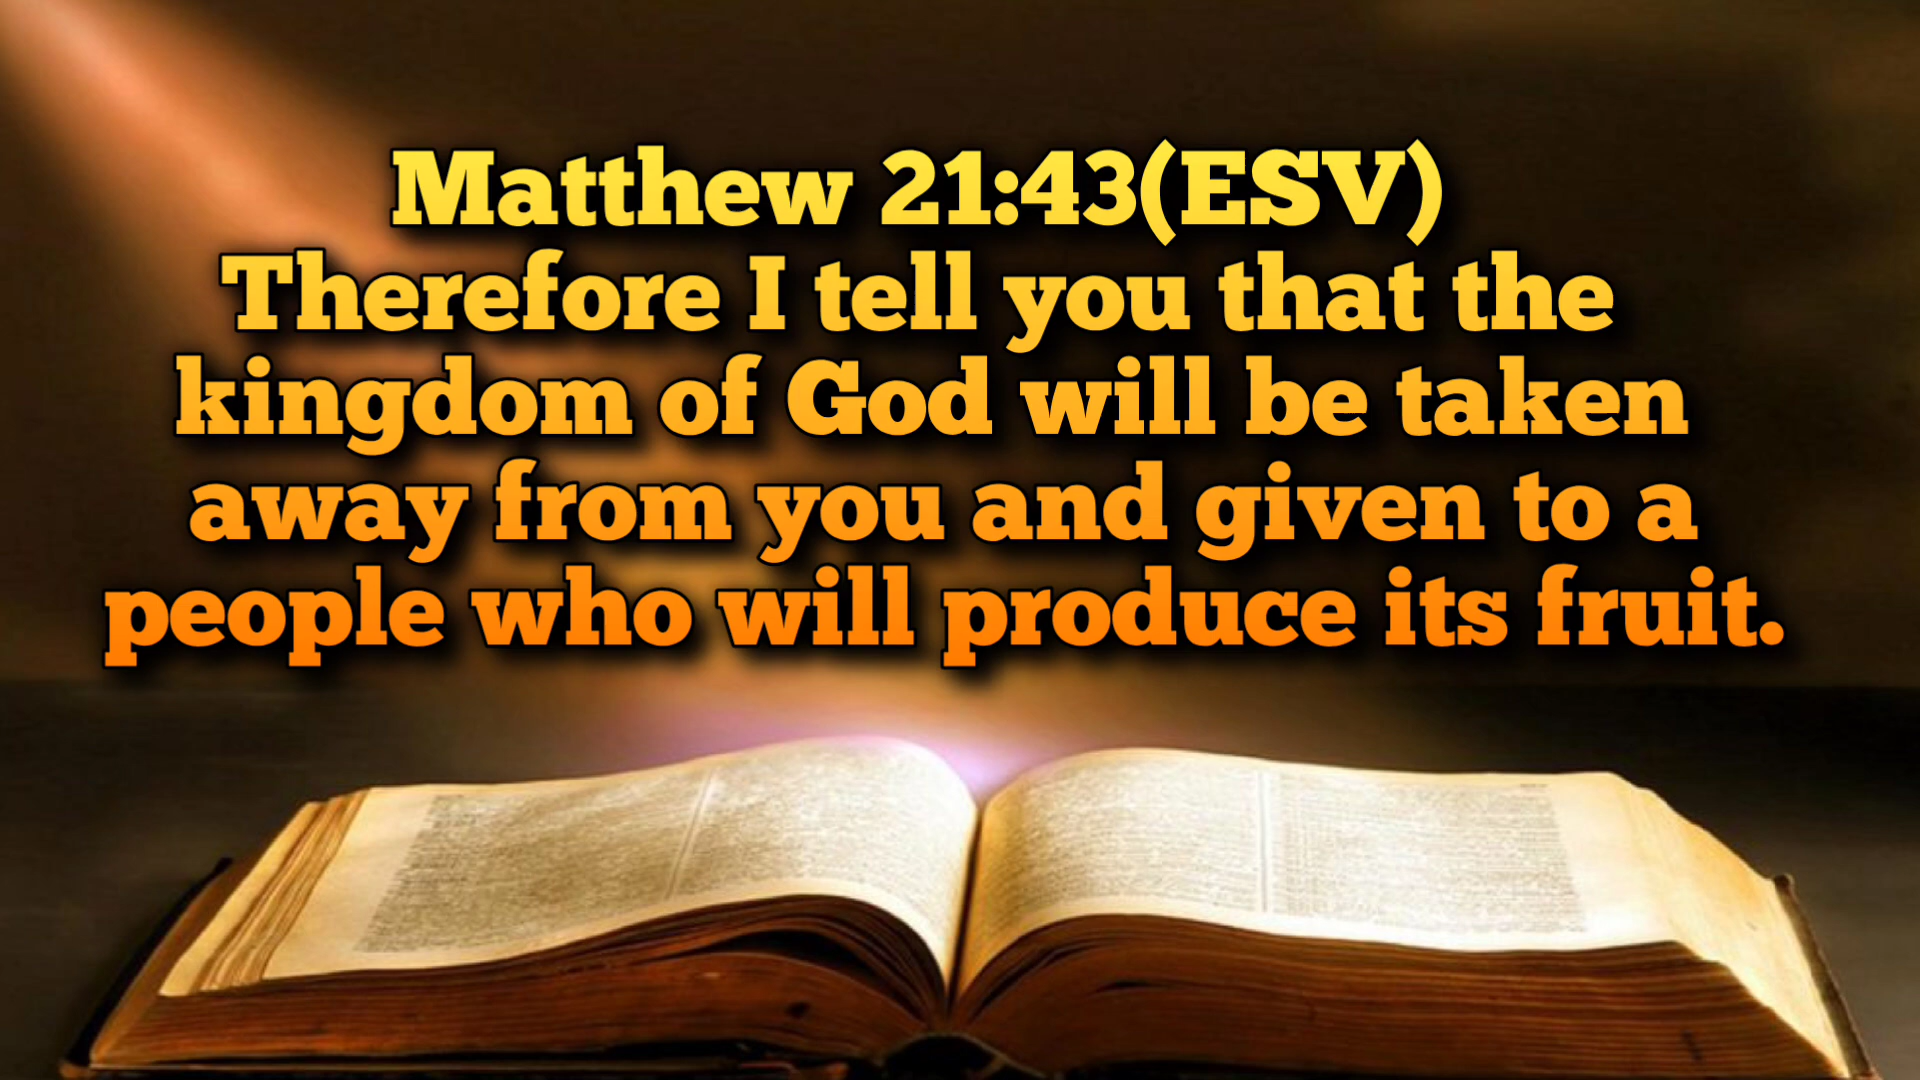 Matthew 21:43(ESV)
Therefore I tell you that the
kingdom of God will be taken
away from you and given to a
people who will produce its fruit.